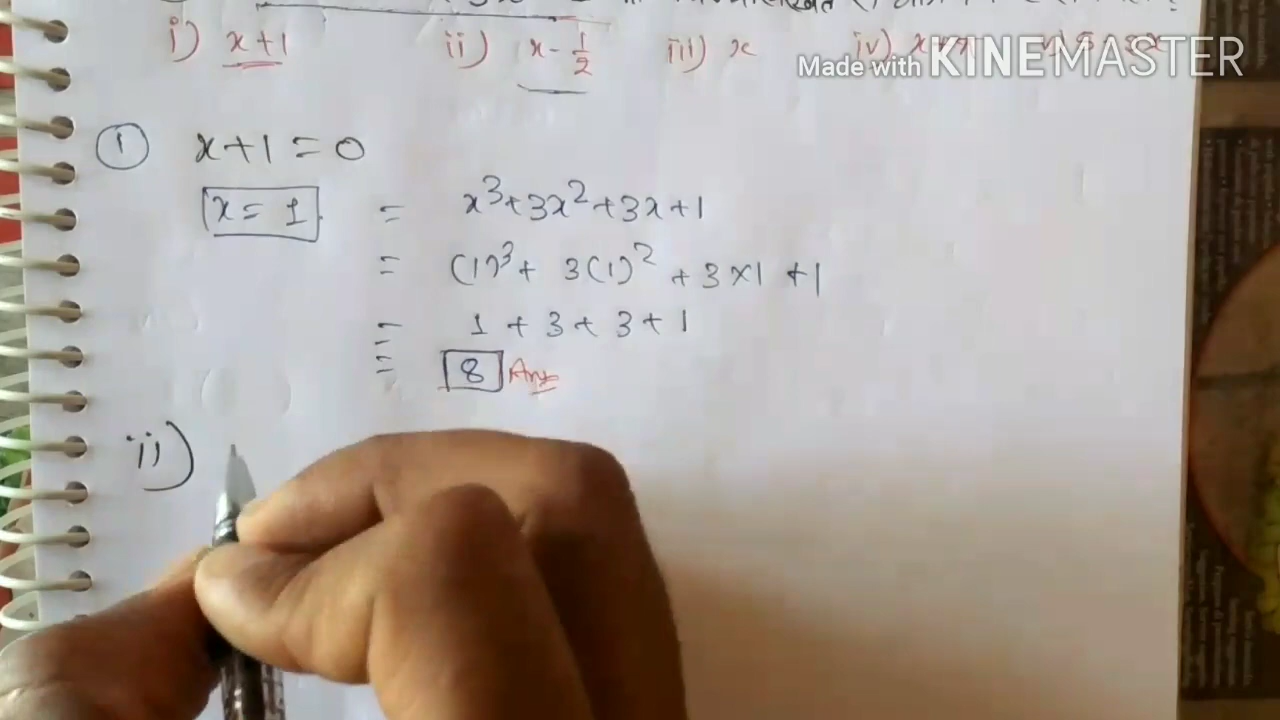 i) x+1 ii) x - 1/2 iii) x iv) x+π
Made with KINEMASTER
① x+1=0
x= 1 = x³+3x²+3x+1
= (1)³+ 3(1)² +3×1 +1
= 1 + 3 + 3 + 1
= 8 Ans
ii)